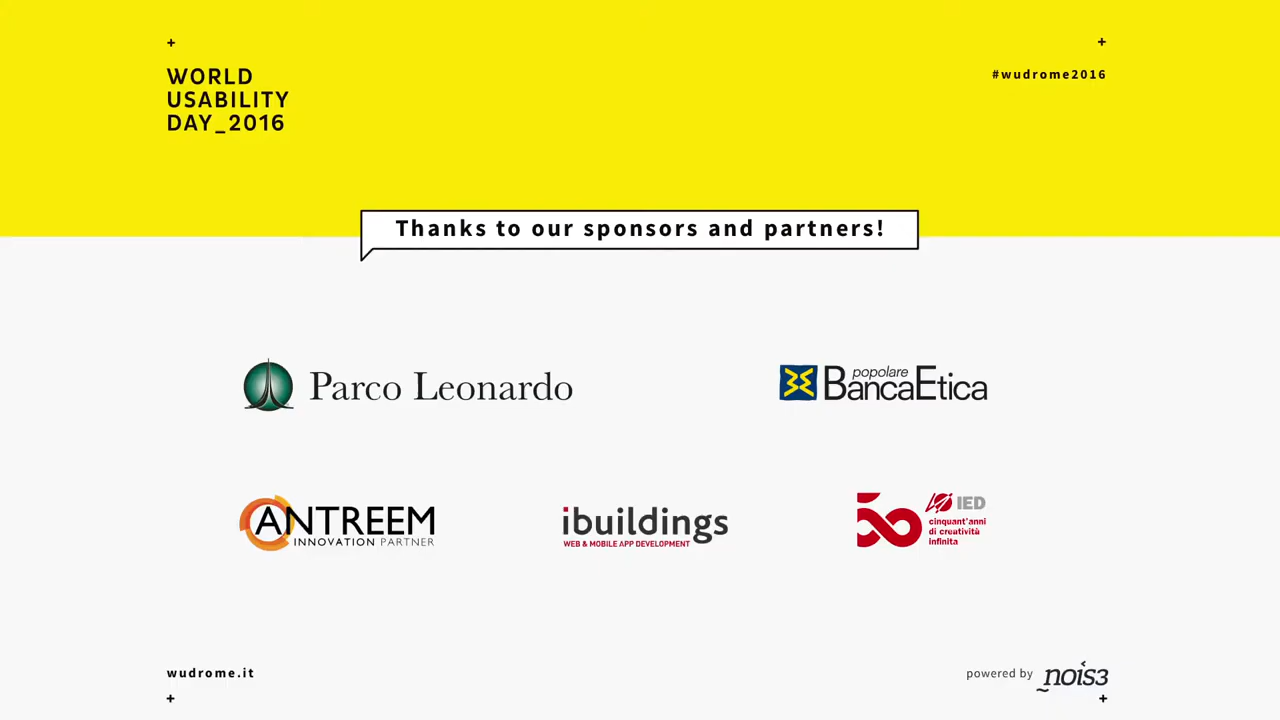 WORLD
USABILITY
DAY_2016
#wudrome2016
Thanks to our sponsors and partners!
Parco Leonardo
popolare
BancaEtica
ANTREEM
INNOVATION PARTNER
ibuildings
WEB & MOBILE APP DEVELOPMENT
50
IED
cinquant'anni
di creatività
infinita
wudrome.it
powered by
nois3